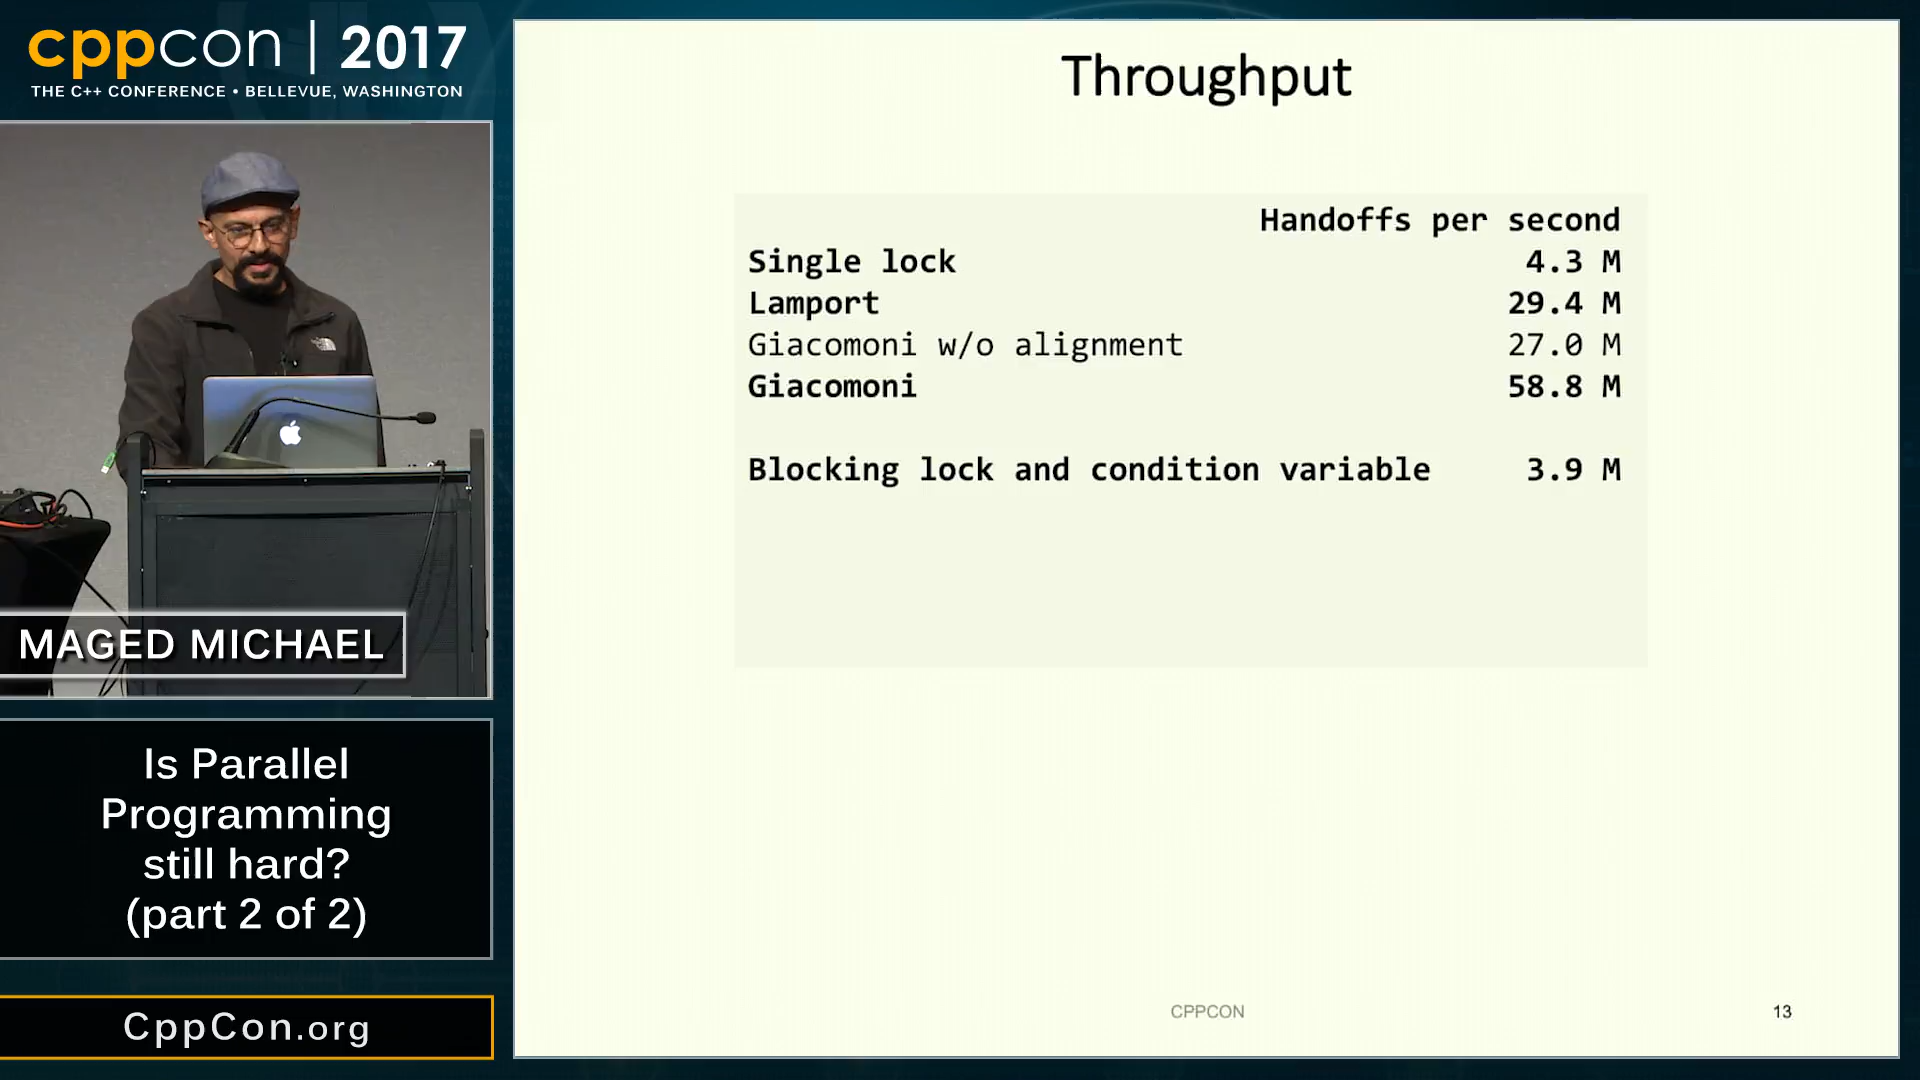 cppcon | 2017
THE C++ CONFERENCE • BELLEVUE, WASHINGTON
MAGED MICHAEL
Is Parallel
Programming
still hard?
(part 2 of 2)
CppCon.org
Throughput
Handoffs per second
Single lock 4.3 M
Lamport 29.4 M
Giacomoni w/o alignment 27.0 M
Giacomoni 58.8 M
Blocking lock and condition variable 3.9 M
CPPCON
13